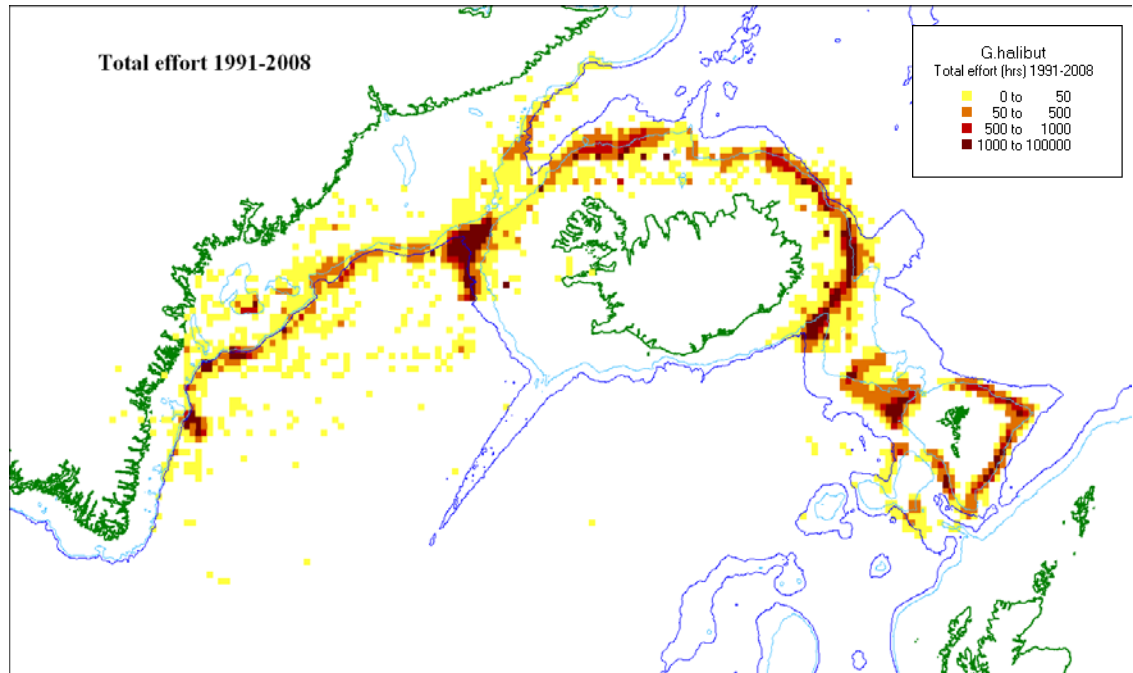 Total effort 1991-2008
G.halibut
Total effort (hrs) 1991-2008
0 to 50
50 to 500
500 to 1000
1000 to 100000